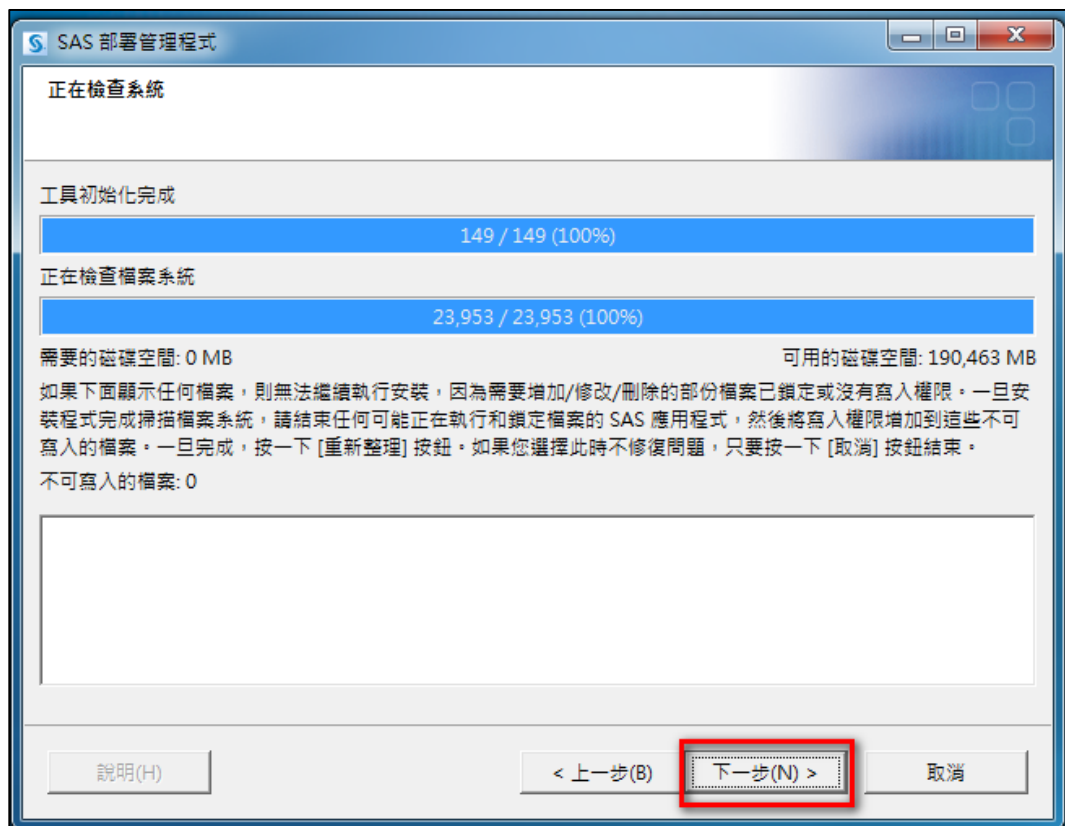 SAS 部署管理程式
正在檢查系統
工具初始化完成
149 / 149 (100%)
正在檢查檔案系統
23,953 / 23,953 (100%)
需要的磁碟空間: 0 MB 可用的磁碟空間: 190,463 MB
如果下面顯示任何檔案，則無法繼續執行安裝，因為需要增加/修改/刪除的部份檔案已鎖定或沒有寫入權限。一旦安
裝程式完成掃描檔案系統，請結束任何可能正在執行和鎖定檔案的 SAS 應用程式，然後將寫入權限增加到這些不可
寫入的檔案。一旦完成，按一下 [重新整理] 按鈕。如果您選擇此時不修復問題，只要按一下 [取消] 按鈕結束。
不可寫入的檔案: 0
說明(H) < 上一步(B) 下一步(N) > 取消